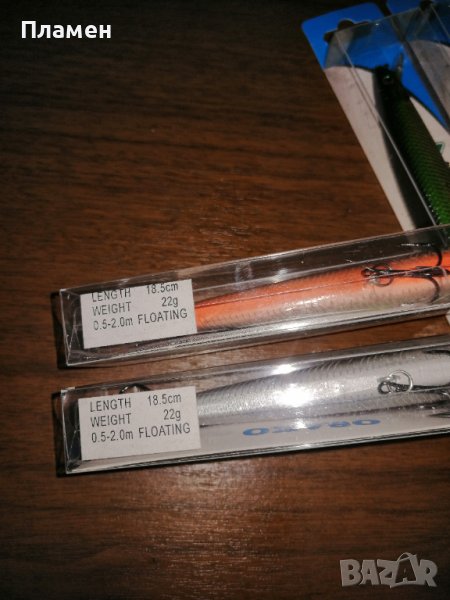 Пламен
LENGTH 18.5cm
WEIGHT 22g
0.5-2.0m FLOATING
LENGTH 18.5cm
WEIGHT 22g
0.5-2.0m FLOATING
BAZAR